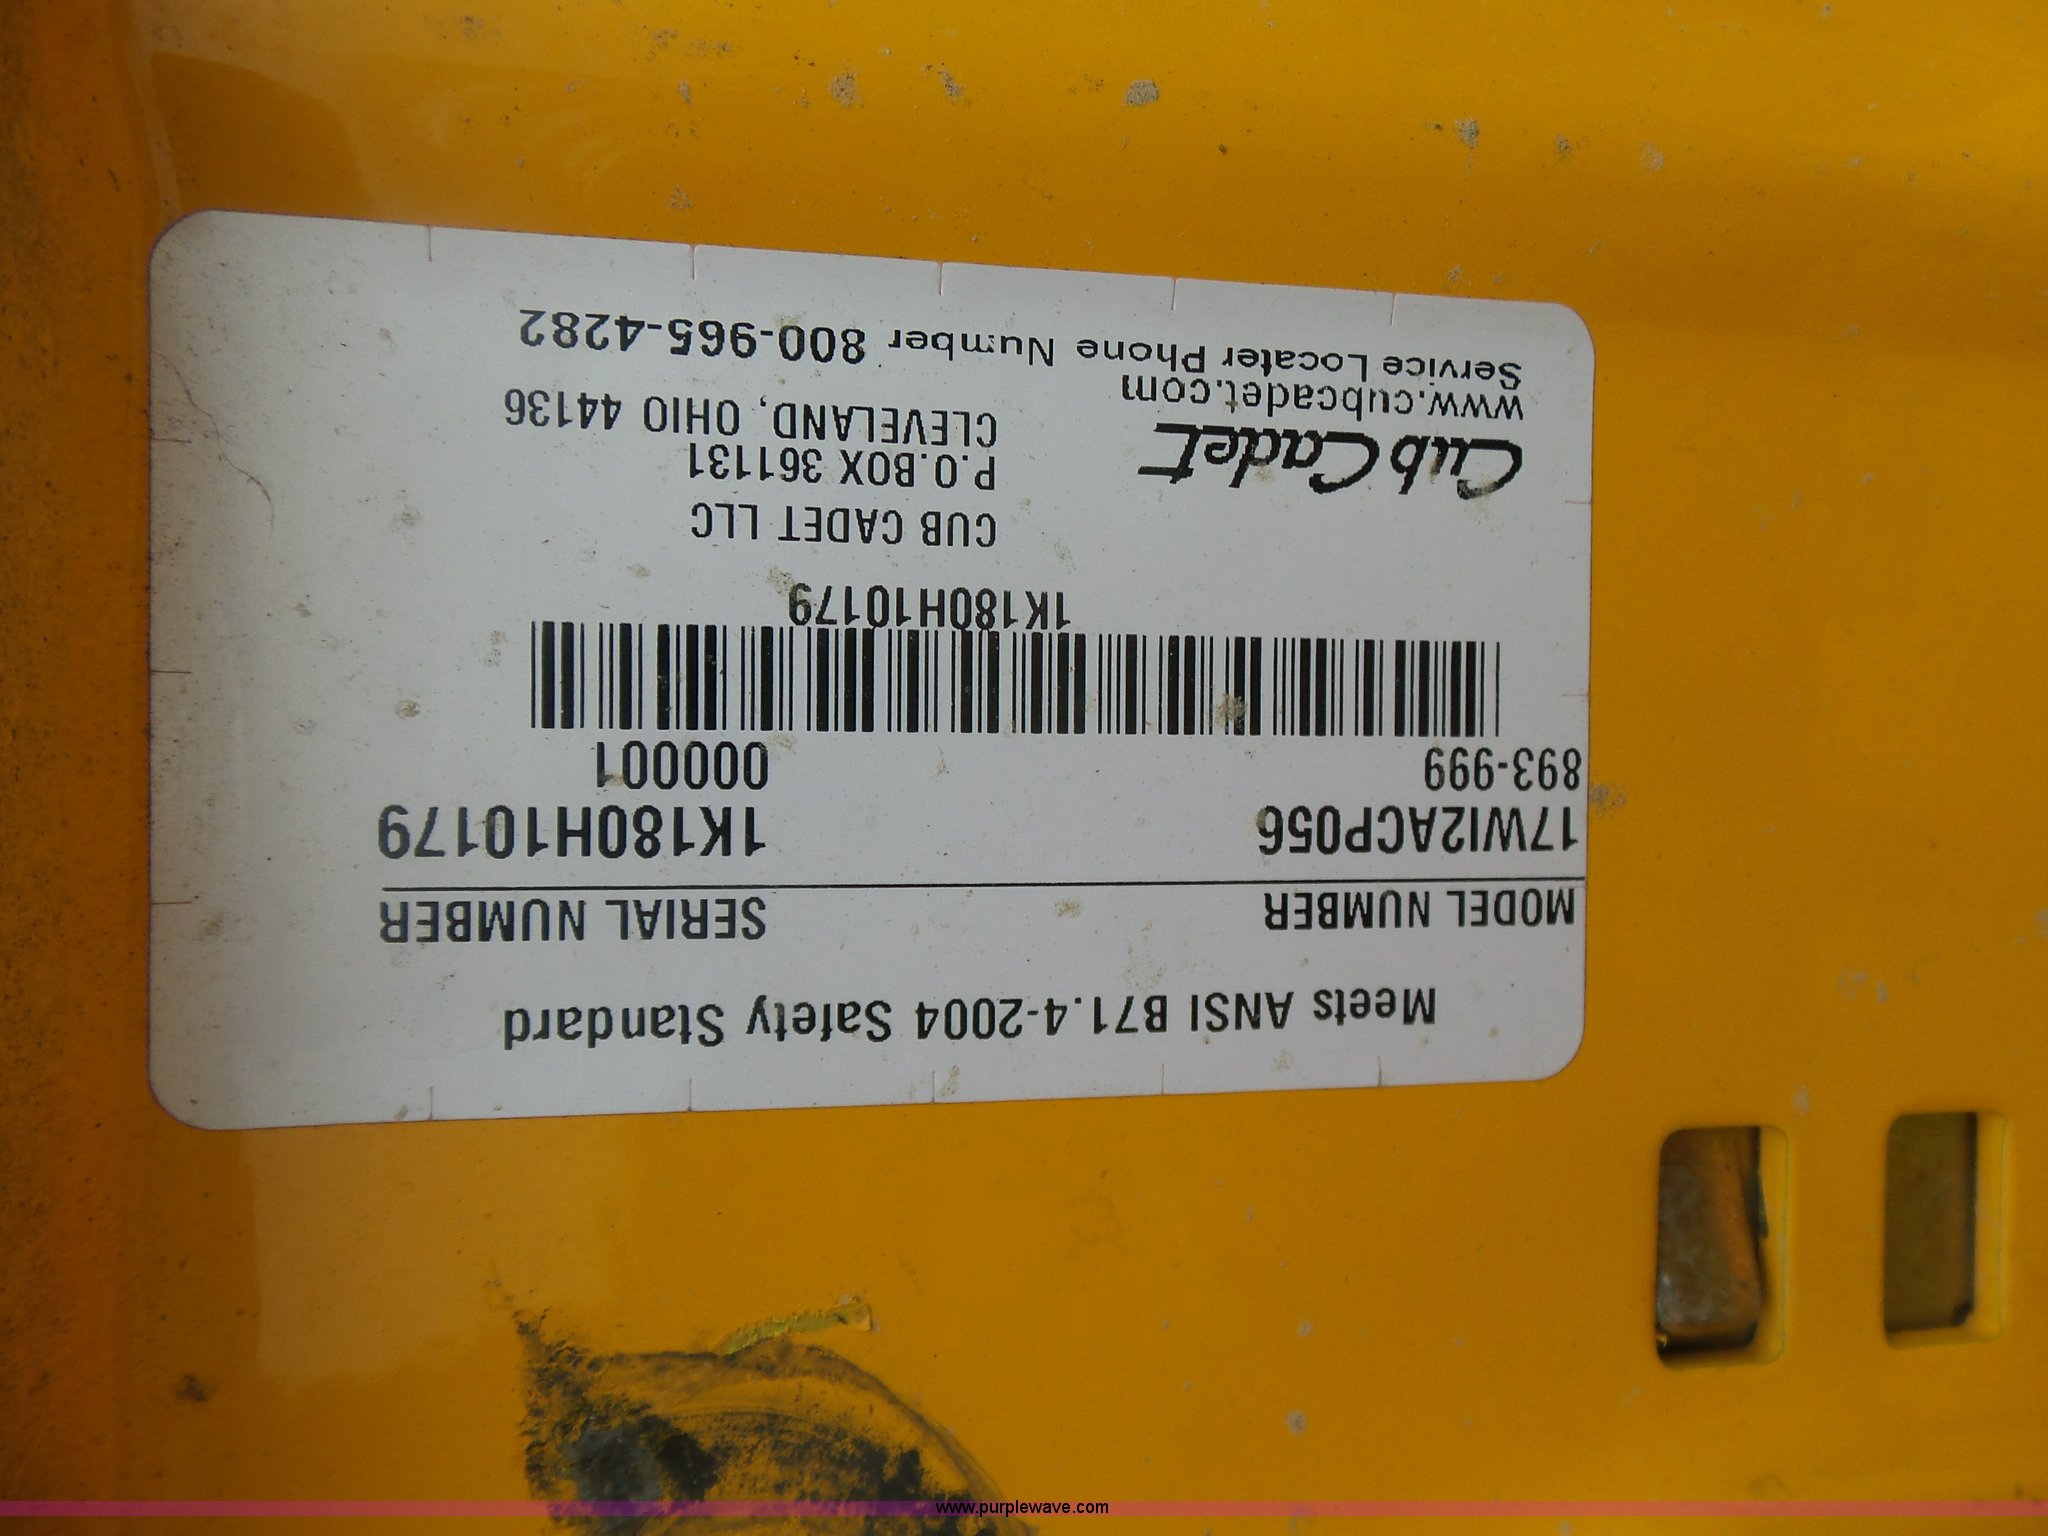 Meets ANSI B71.4-2004 Safety Standard
MODEL NUMBER SERIAL NUMBER
17WI2ACP056 1K180H10179
893-999 000001
1K180H10179
CUB CADET LLC
P.O.BOX 361131
CLEVELAND, OHIO 44136
Cub Cadet
www.cubcadet.com
Service Locater Phone Number 800-965-4282
www.purplewave.com